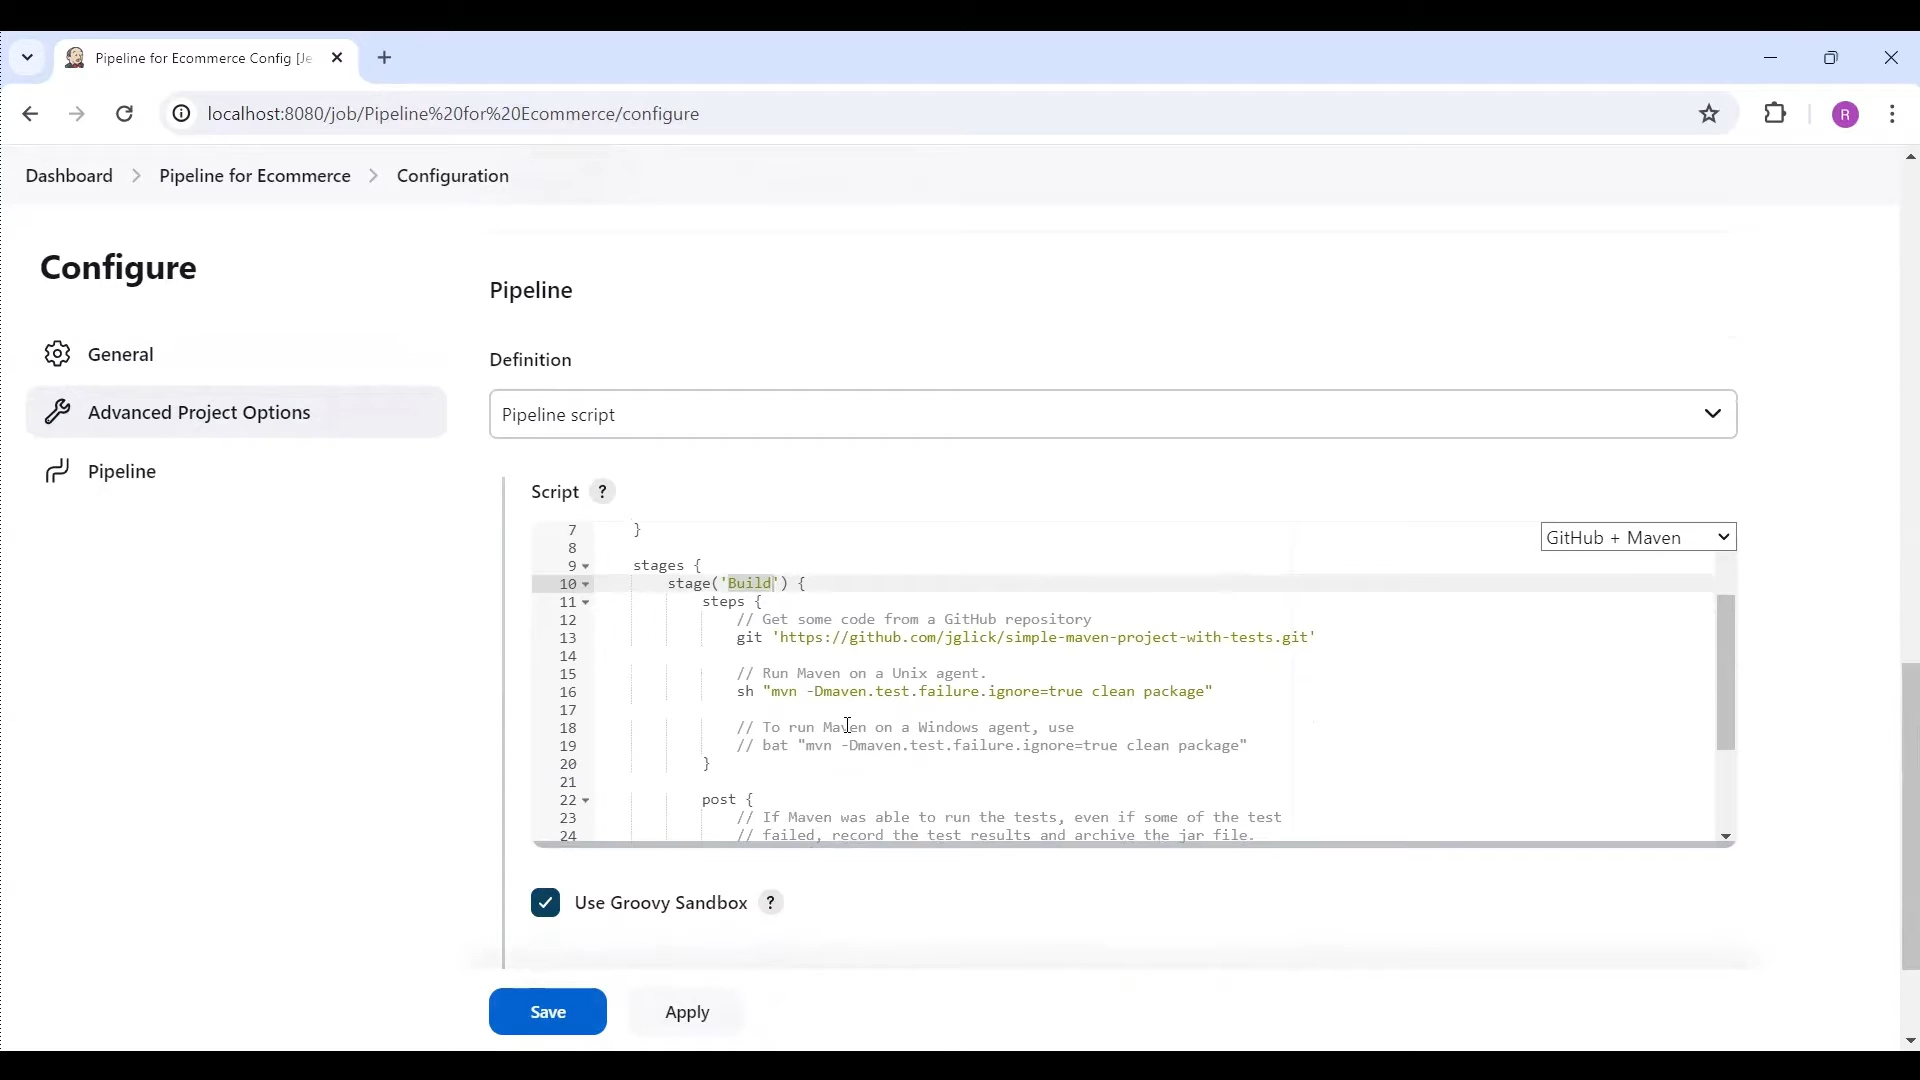 Pipeline for Ecommerce Config [Je
localhost:8080/job/Pipeline%20for%20Ecommerce/configure
R
Dashboard > Pipeline for Ecommerce > Configuration
Configure
General
Advanced Project Options
Pipeline
Pipeline
Definition
Pipeline script
Script ?
GitHub + Maven
7 }
8
9 stages {
10 stage('Build') {
11 steps {
12 // Get some code from a GitHub repository
13 git 'https://github.com/jglick/simple-maven-project-with-tests.git'
14
15 // Run Maven on a Unix agent.
16 sh "mvn -Dmaven.test.failure.ignore=true clean package"
17
18 // To run Maven on a Windows agent, use
19 // bat "mvn -Dmaven.test.failure.ignore=true clean package"
20 }
21
22 post {
23 // If Maven was able to run the tests, even if some of the test
24 // failed, record the test results and archive the jar file.
Use Groovy Sandbox ?
Save
Apply